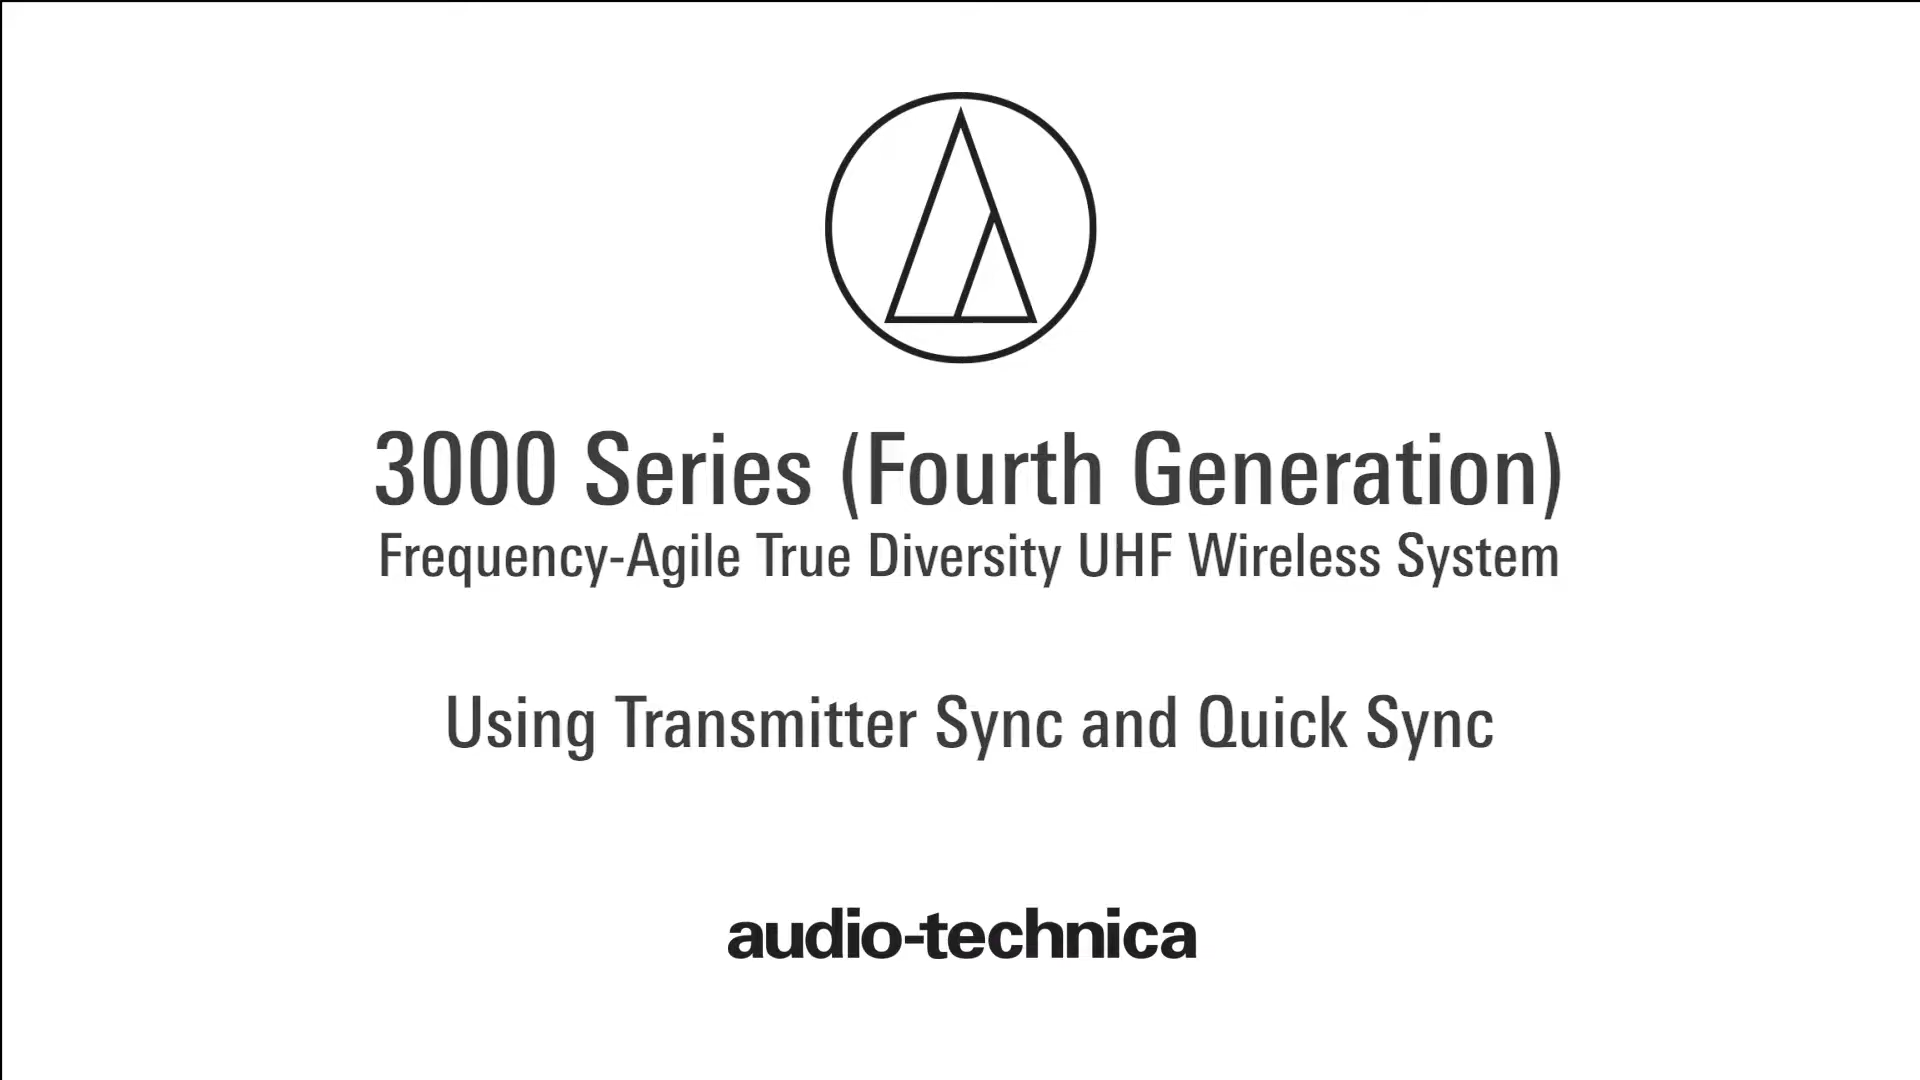 3000 Series (Fourth Generation)
Frequency-Agile True Diversity UHF Wireless System
Using Transmitter Sync and Quick Sync
audio-technica